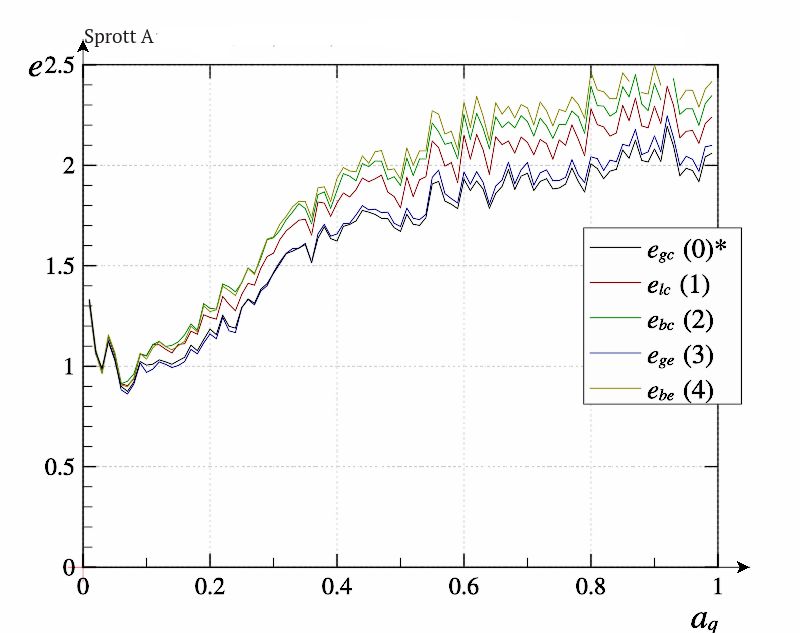 Sprott A
e
2.5
2
1.5
1
0.5
0
e_gc (0)*
e_lc (1)
e_bc (2)
e_ge (3)
e_be (4)
0 0.2 0.4 0.6 0.8 1
a_q